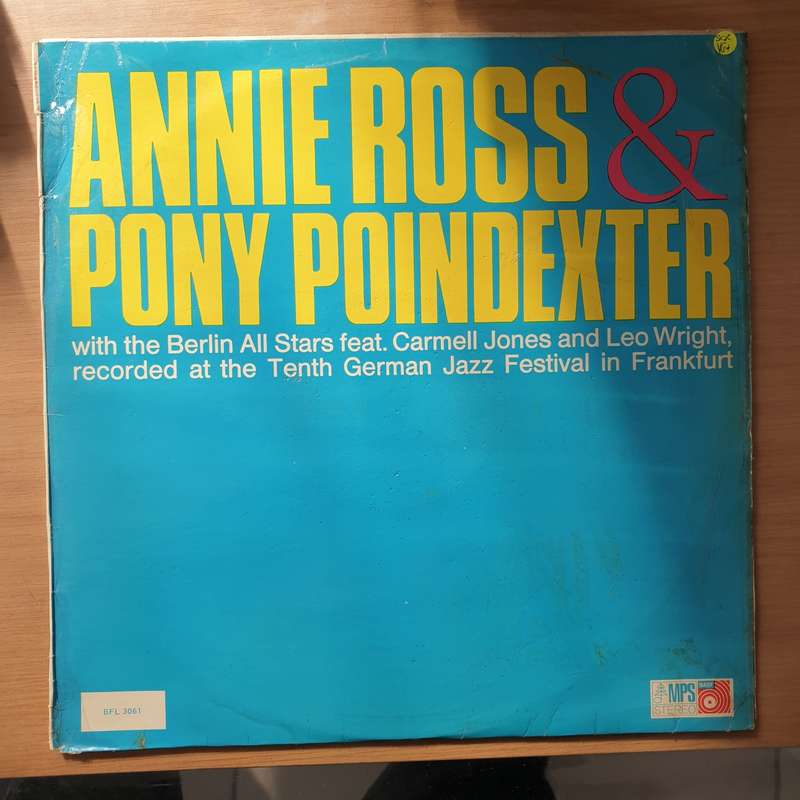 ANNIE ROSS &
PONY POINDEXTER
with the Berlin All Stars feat. Carmell Jones and Leo Wright,
recorded at the Tenth German Jazz Festival in Frankfurt
BFL 3061
MPS
BASF
STEREO